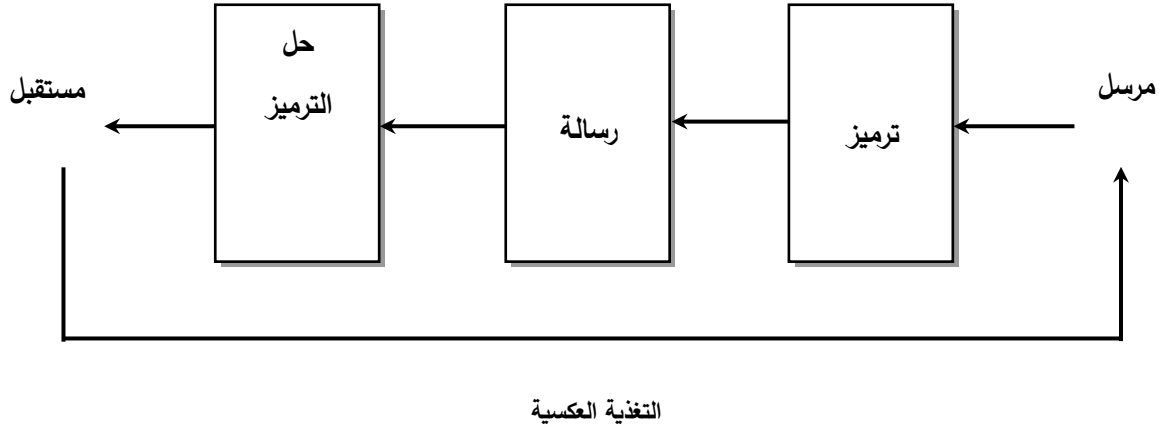 مرسل
ترميز
رسالة
حل
الترميز
مستقبل
التغذية العكسية